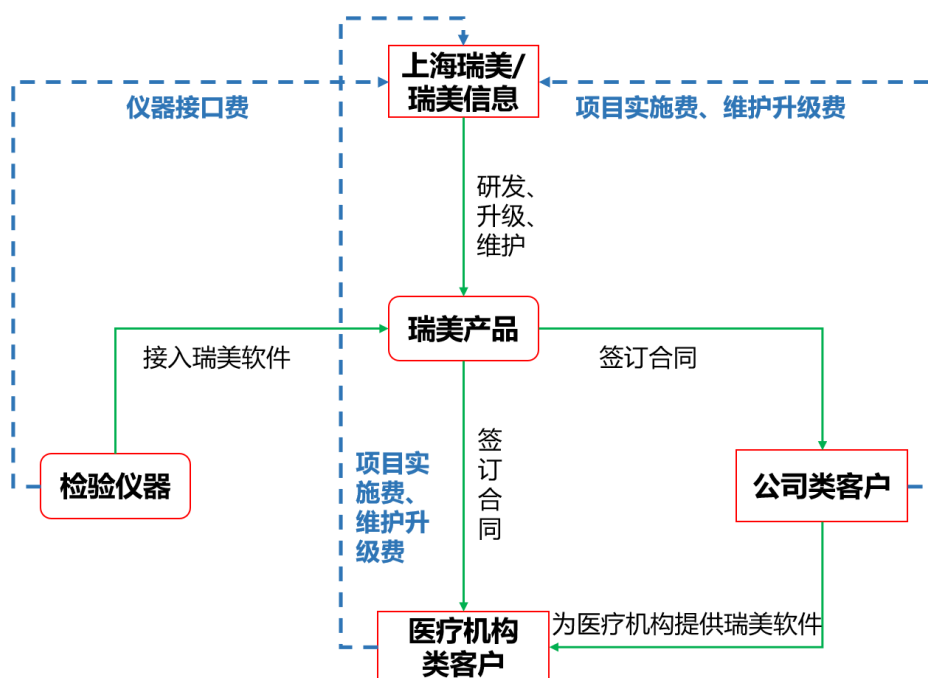 上海瑞美/
瑞美信息
仪器接口费
项目实施费、维护升级费
研发、
升级、
维护
瑞美产品
接入瑞美软件
签订合同
签
订
合
同
项目实
施费、
维护升
级费
检验仪器
公司类客户
医疗机构
类客户
为医疗机构提供瑞美软件